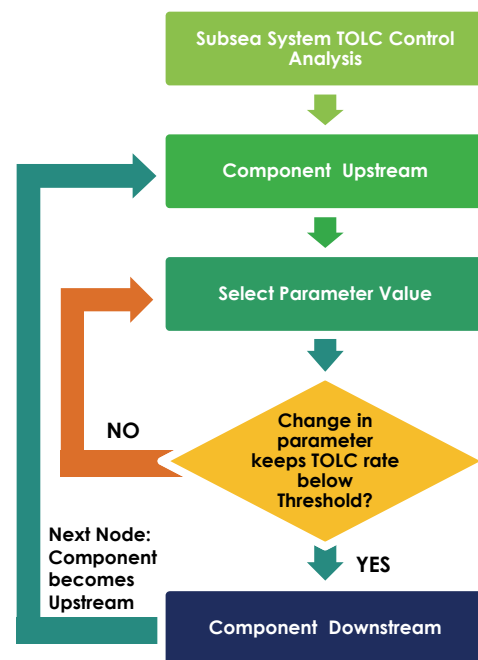 Subsea System TOLC Control
Analysis
Component Upstream
Select Parameter Value
Change in
parameter
keeps TOLC rate
below
Threshold?
NO
YES
Next Node:
Component
becomes
Upstream
Component Downstream